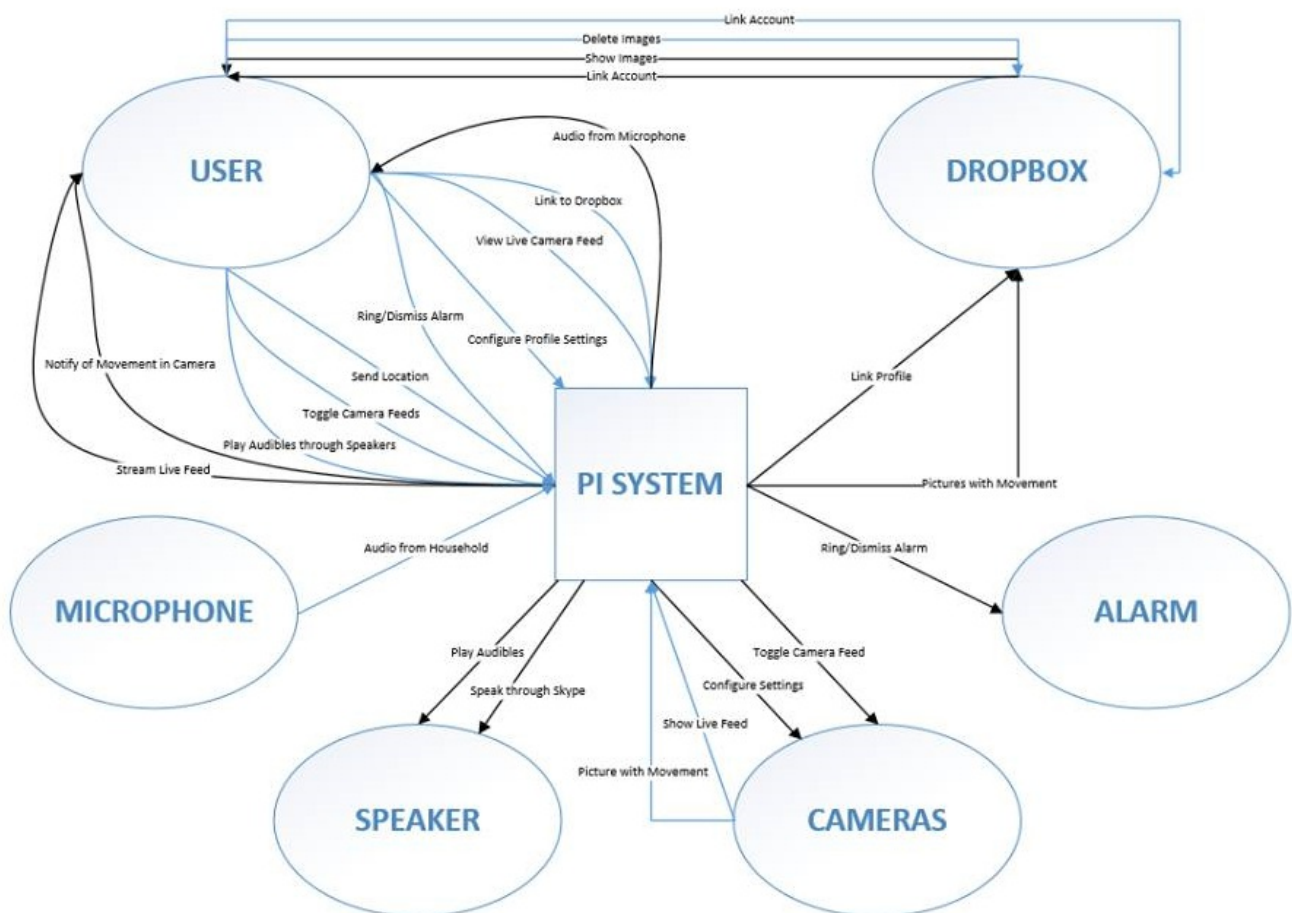 Link Account
Delete Images
Show Images
Link Account
Audio from Microphone
USER
DROPBOX
Link to Dropbox
View Live Camera Feed
Ring/Dismiss Alarm
Configure Profile Settings
Notify of Movement in Camera
Send Location
Link Profile
Toggle Camera Feeds
Play Audibles through Speakers
Stream Live Feed
PI SYSTEM
Pictures with Movement
Audio from Household
Ring/Dismiss Alarm
MICROPHONE
ALARM
Play Audibles
Toggle Camera Feed
Speak through Skype
Configure Settings
Show Live Feed
Picture with Movement
SPEAKER
CAMERAS